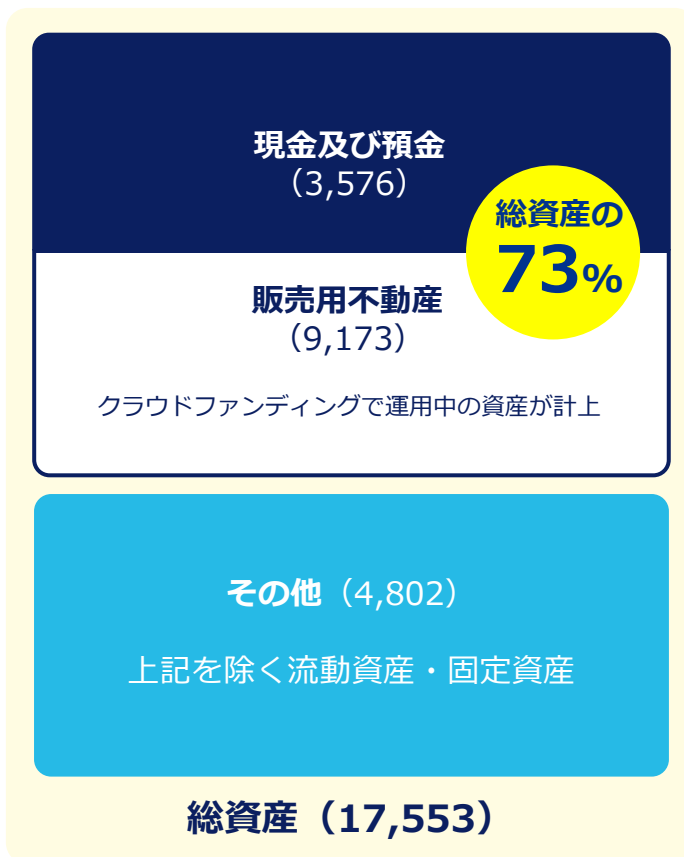 現金及び預金
（3,576）
総資産の
73%
販売用不動産
（9,173）
クラウドファンディングで運用中の資産が計上
その他（4,802）
上記を除く流動資産・固定資産
総資産（17,553）